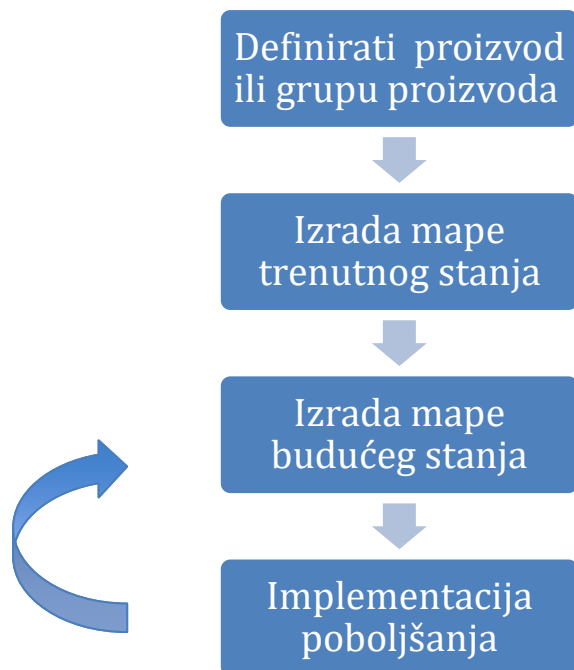 Definirati proizvod
ili grupu proizvoda
Izrada mape
trenutnog stanja
Izrada mape
budućeg stanja
Implementacija
poboljšanja